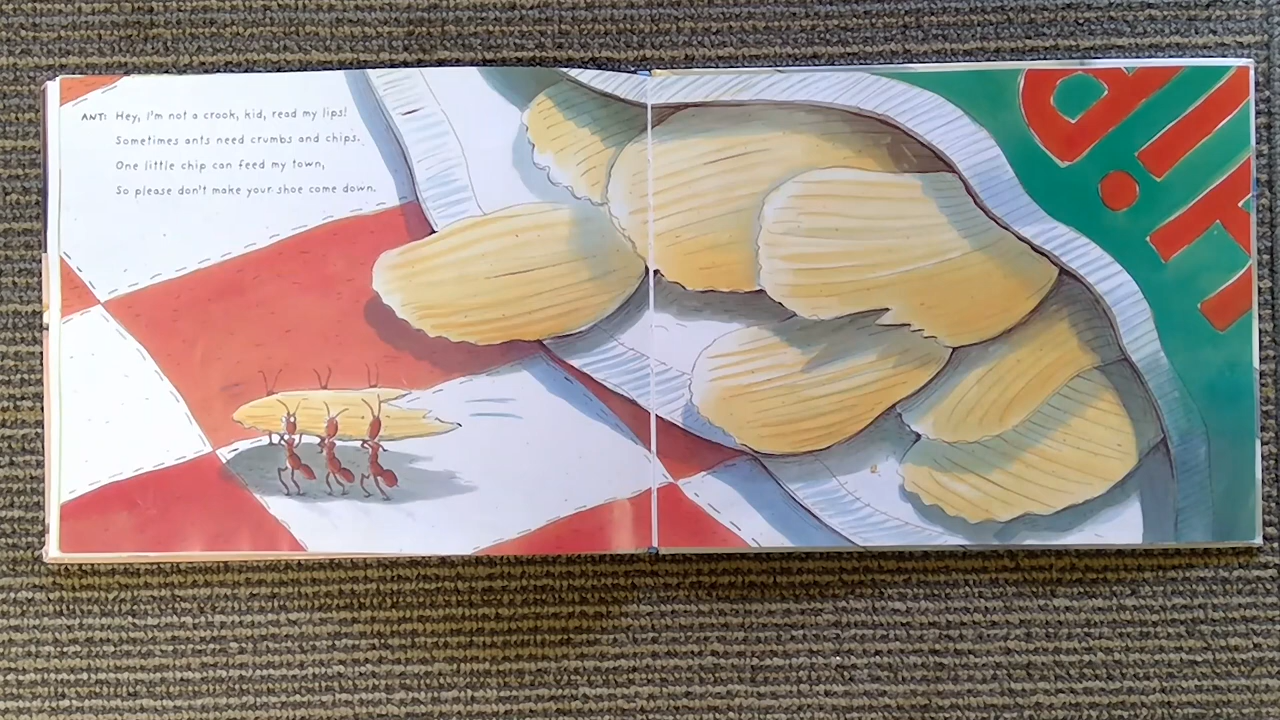 ANT: Hey, I'm not a crook, kid, read my lips!
Sometimes ants need crumbs and chips.
One little chip can feed my town,
So please don't make your shoe come down.